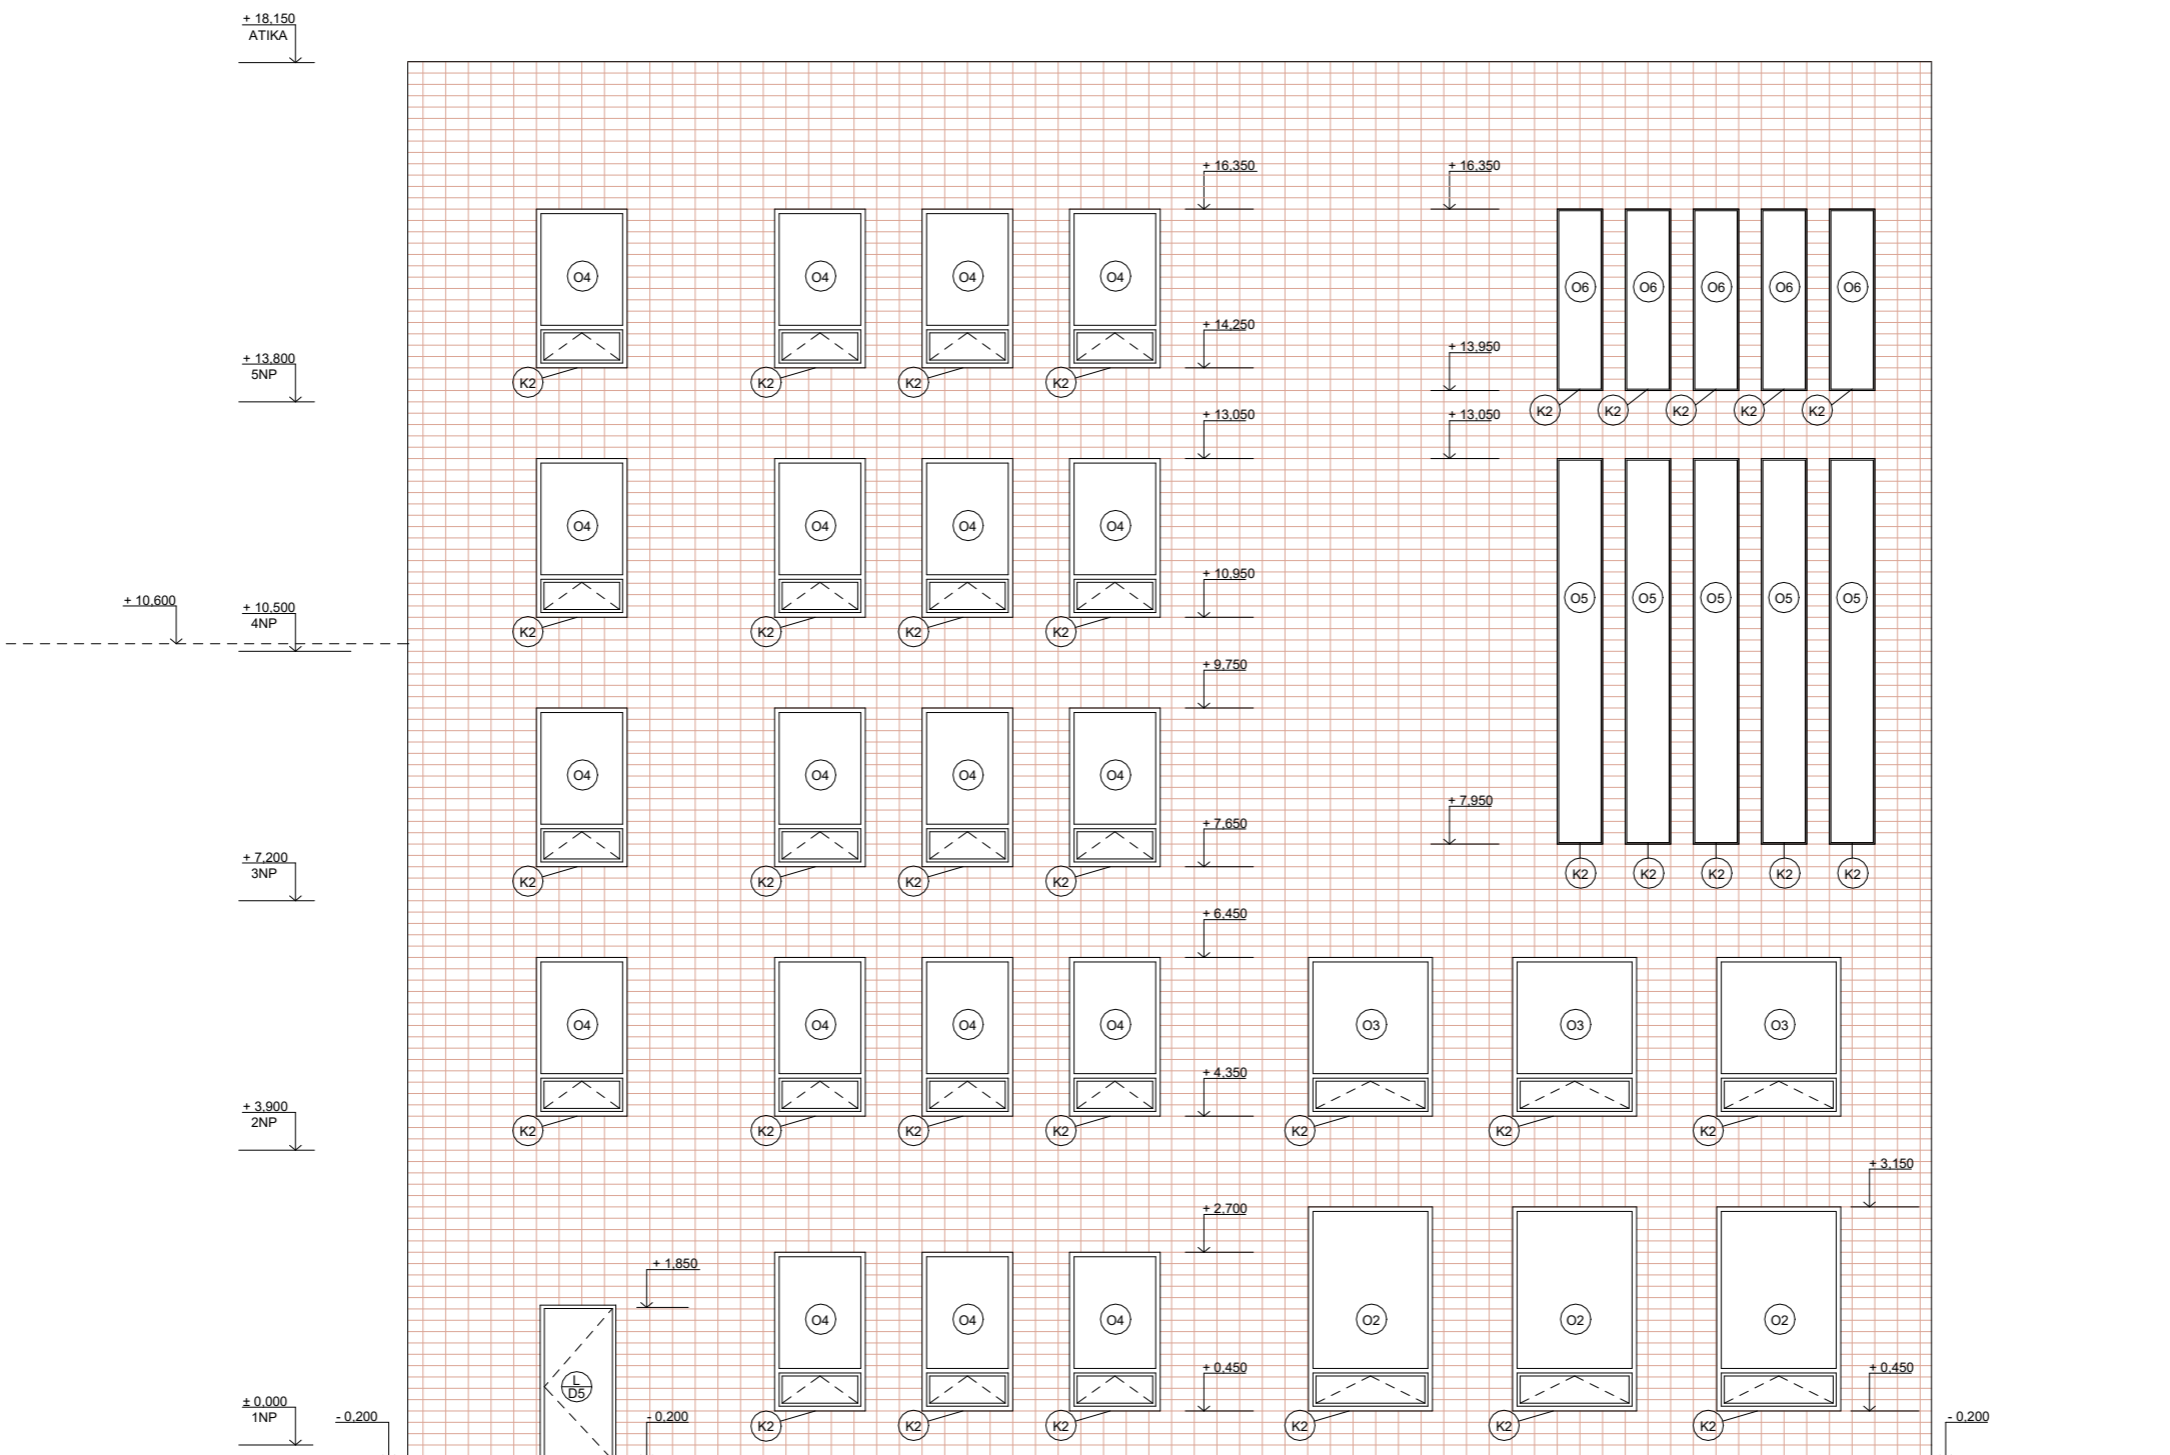 + 18,150
ATIKA
+ 16,350
+ 16,350
O4
O4
O4
O4
O6
O6
O6
O6
O6
+ 14,250
+ 13,950
+ 13,800
5NP
K2
K2
K2
K2
K2
K2
K2
K2
K2
+ 13,050
+ 13,050
O4
O4
O4
O4
+ 10,950
+ 10,600
+ 10,500
4NP
O5
O5
O5
O5
O5
K2
K2
K2
K2
+ 9,750
O4
O4
O4
O4
+ 7,950
+ 7,650
+ 7,200
3NP
K2
K2
K2
K2
K2
K2
K2
K2
K2
+ 6,450
O4
O4
O4
O4
O3
O3
O3
+ 4,350
+ 3,900
2NP
K2
K2
K2
K2
K2
K2
K2
+ 3,150
+ 2,700
+ 1,850
O4
O4
O4
O2
O2
O2
+ 0,450
+ 0,450
L
D5
± 0,000
1NP
- 0,200
- 0,200
K2
K2
K2
K2
K2
K2
- 0,200